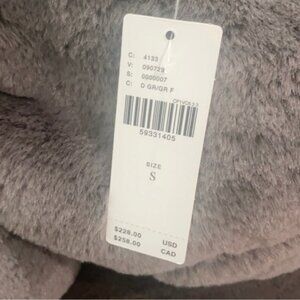 C: 4133
V: 090729
S: 0000007
C: D GR/GR F
59331405
SIZE
S
$228.00 USD
$258.00 CAD